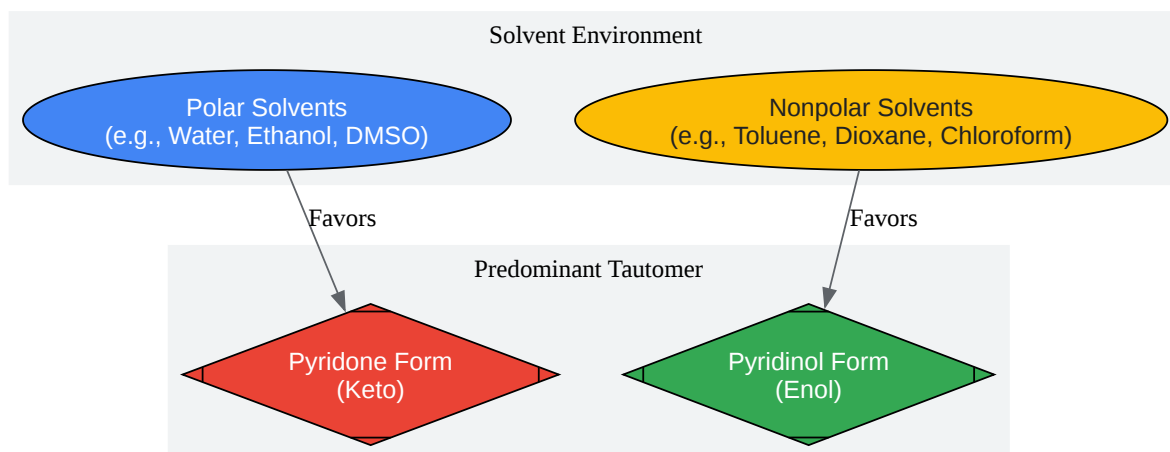 Solvent Environment
Polar Solvents
(e.g., Water, Ethanol, DMSO)
Nonpolar Solvents
(e.g., Toluene, Dioxane, Chloroform)
Favors
Favors
Predominant Tautomer
Pyridone Form
(Keto)
Pyridinol Form
(Enol)